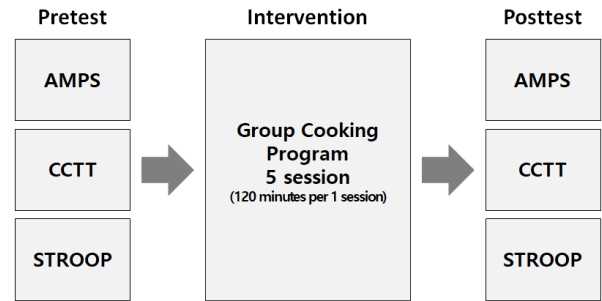 Pretest
Intervention
Posttest
AMPS
CCTT
STROOP
Group Cooking
Program
5 session
(120 minutes per 1 session)
AMPS
CCTT
STROOP